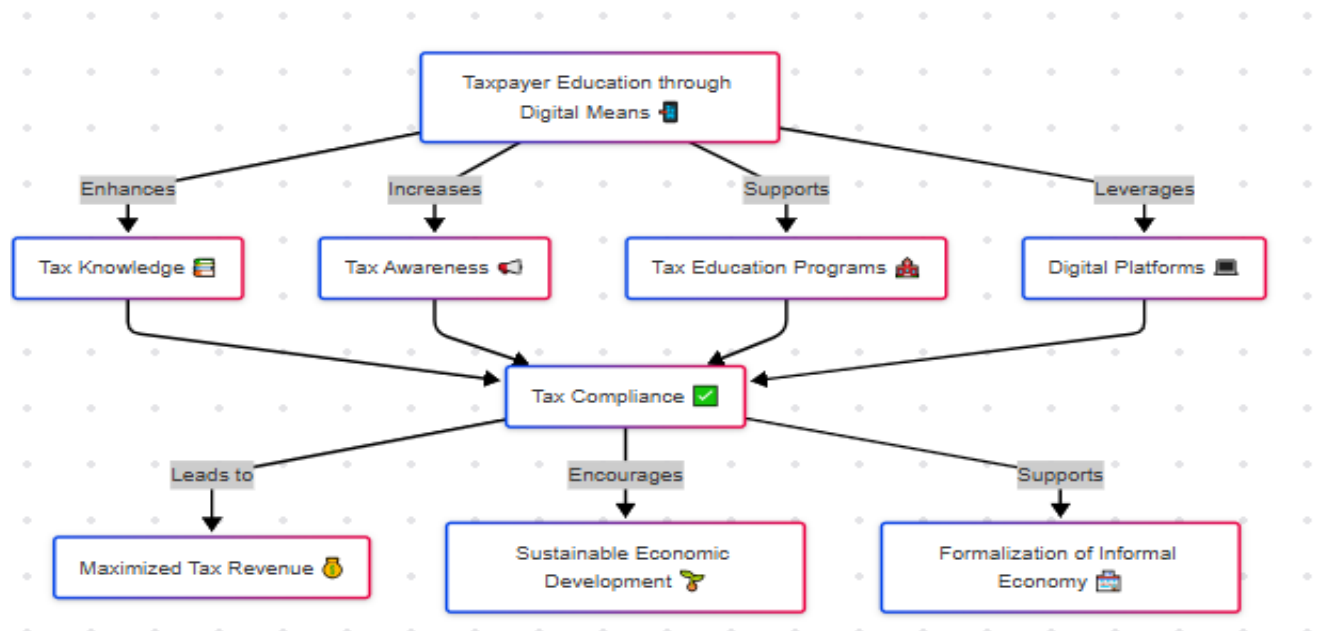 Taxpayer Education through
Digital Means 📲
Enhances
Increases
Supports
Leverages
Tax Knowledge 📚
Tax Awareness 📢
Tax Education Programs 🏫
Digital Platforms 💻
Tax Compliance ✅
Leads to
Encourages
Supports
Maximized Tax Revenue 💰
Sustainable Economic
Development 🌱
Formalization of Informal
Economy 🏦